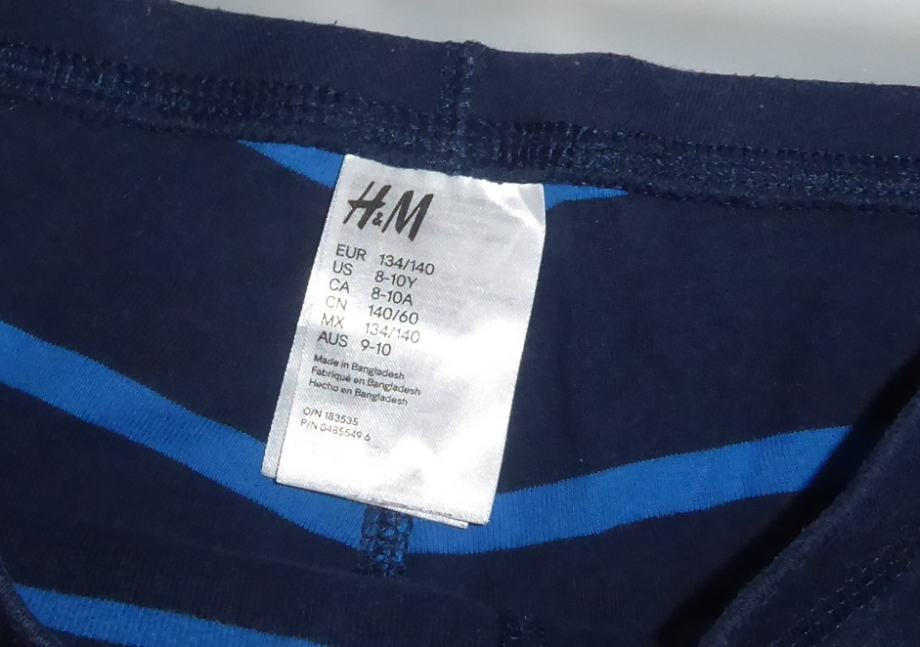 H&M
EUR 134/140
US 8-10Y
CA 8-10A
CN 140/60
MX 134/140
AUS 9-10
Made in Bangladesh
Fabriqué en Bangladesh
Hecho en Bangladesh
O/N 183535
P/N 0485549 6